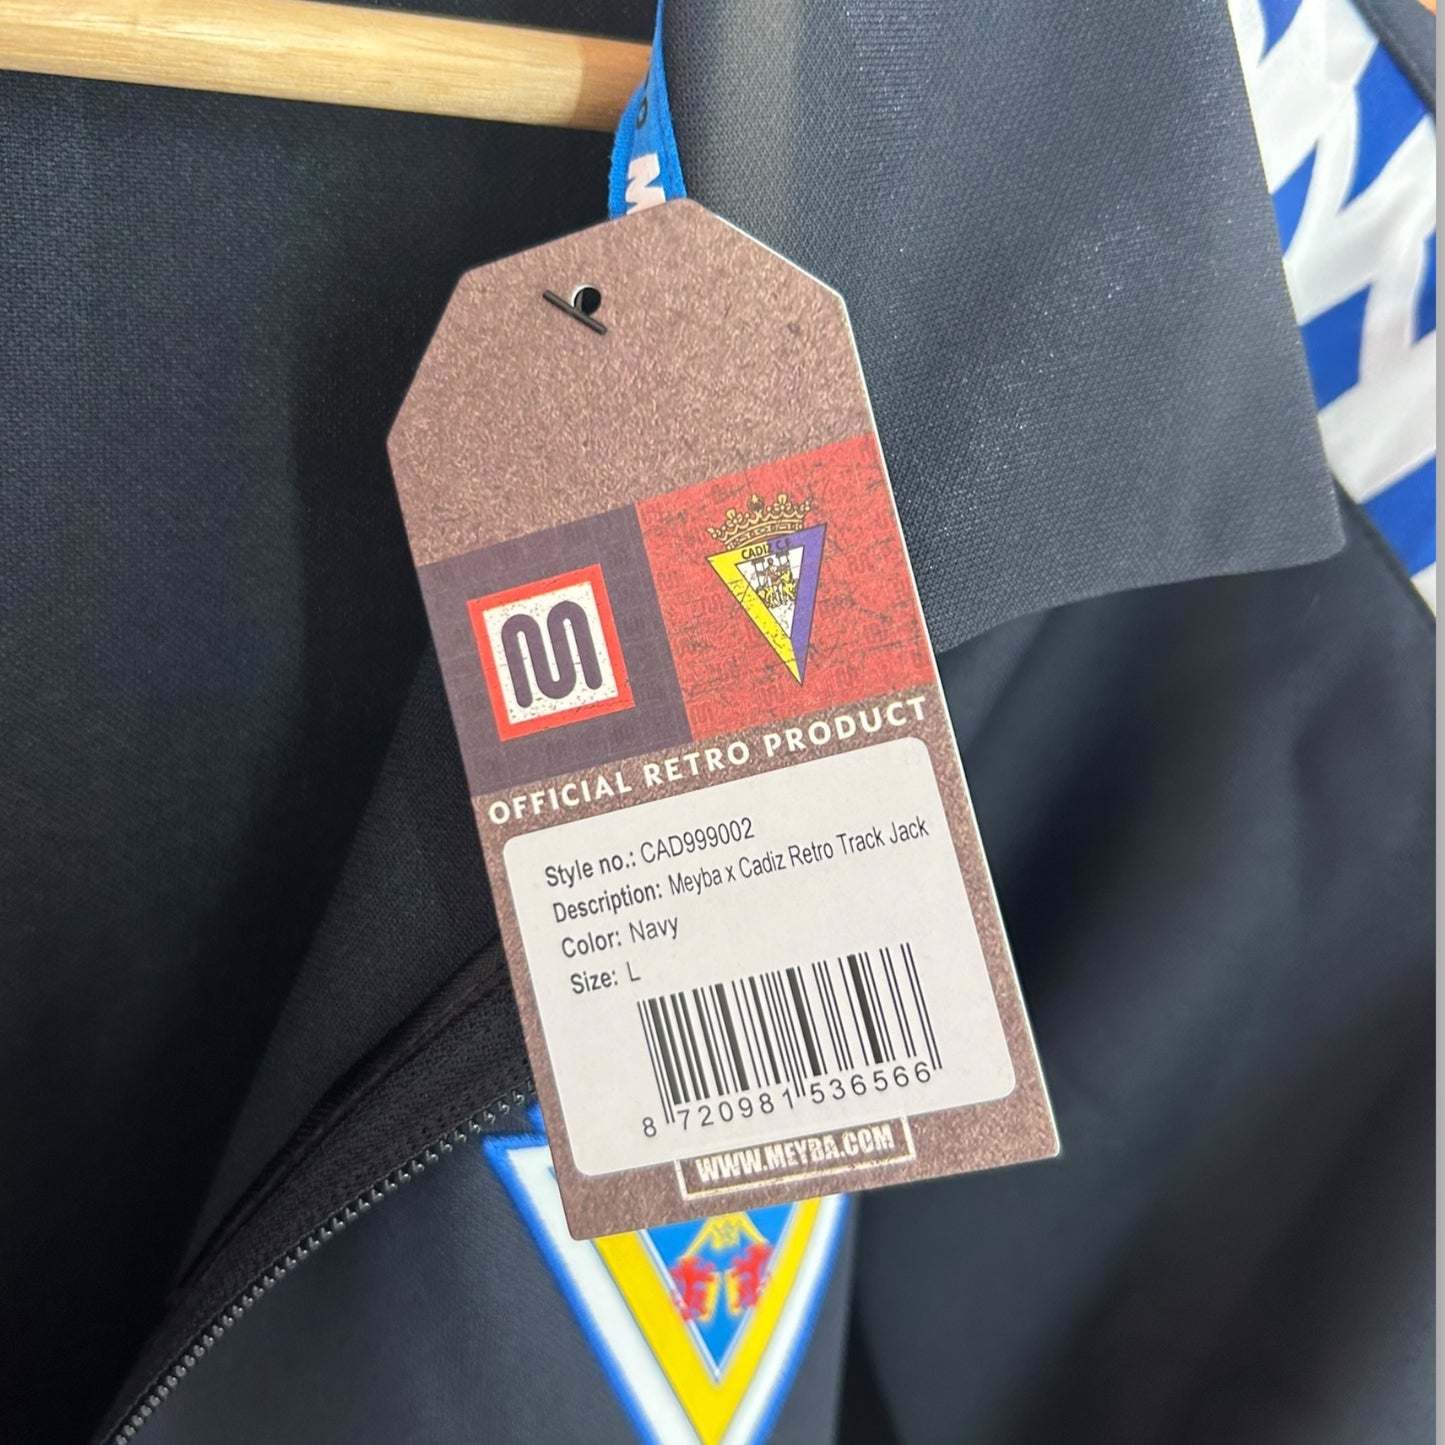 M
CADIZ C.F
OFFICIAL RETRO PRODUCT
Style no.: CAD999002
Description: Meyba x Cadiz Retro Track Jack
Color: Navy
Size: L
8 720981 536566
WWW.MEYBA.COM